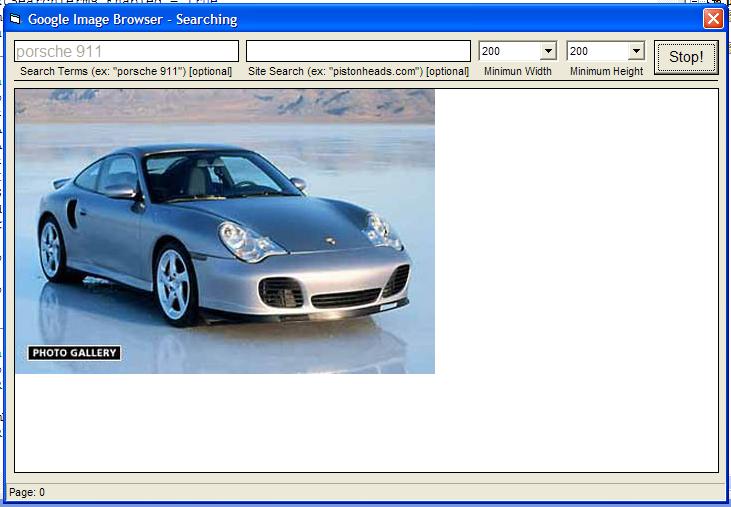 Google Image Browser - Searching
porsche 911
200
200
Stop!
Search Terms (ex: "porsche 911") [optional]
Site Search (ex: "pistonheads.com") [optional]
Minimun Width
Minimum Height
PHOTO GALLERY
Page: 0